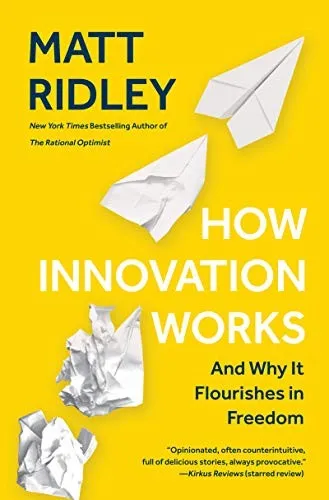 MATT
RIDLEY
New York Times Bestselling Author of
The Rational Optimist
HOW
INNOVATION
WORKS
And Why It
Flourishes in
Freedom
"Opinionated, often counterintuitive,
full of delicious stories, always provocative."
—Kirkus Reviews (starred review)